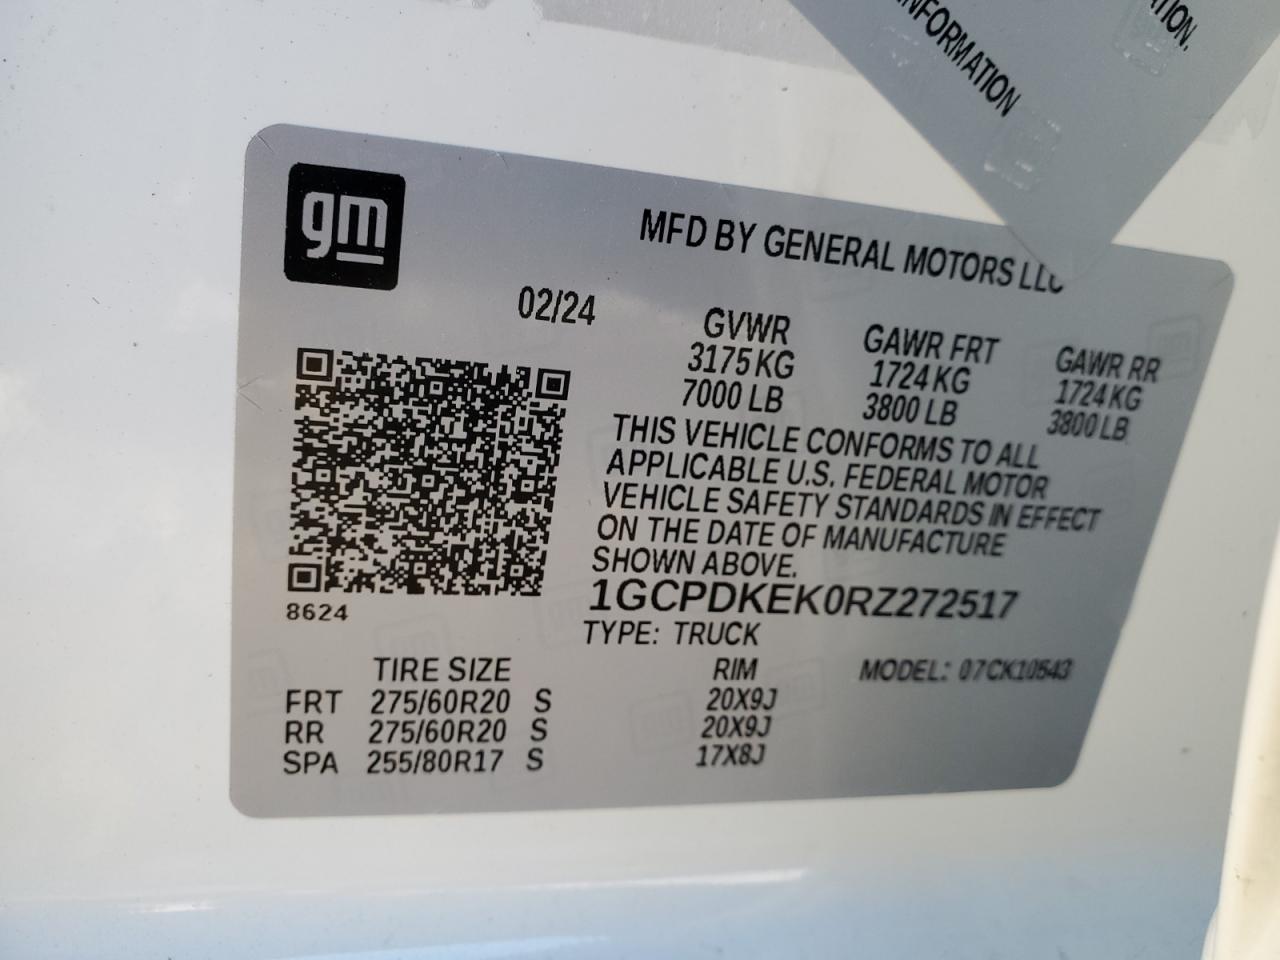 INFORMATION
TION.
gm
MFD BY GENERAL MOTORS LLC
02/24
GVWR GAWR FRT GAWR RR
3175 KG 1724 KG 1724 KG
7000 LB 3800 LB 3800 LB
THIS VEHICLE CONFORMS TO ALL
APPLICABLE U.S. FEDERAL MOTOR
VEHICLE SAFETY STANDARDS IN EFFECT
ON THE DATE OF MANUFACTURE
SHOWN ABOVE.
1GCPDKEK0RZ272517
8624
TYPE: TRUCK
TIRE SIZE RIM MODEL: 07CK10543
FRT 275/60R20 S 20X9J
RR 275/60R20 S 20X9J
SPA 255/80R17 S 17X8J